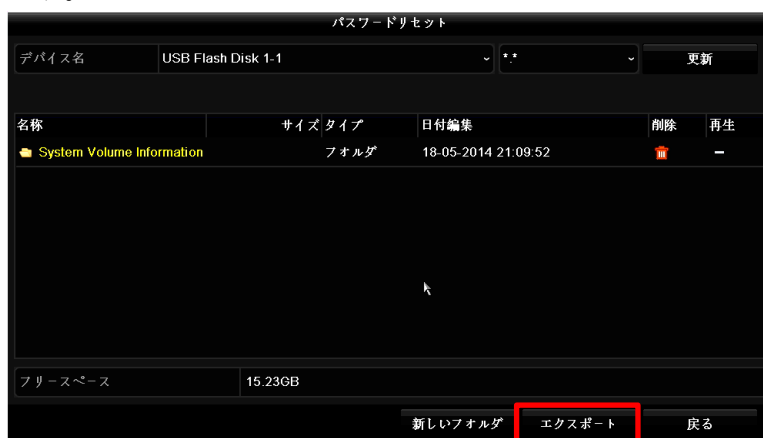 パスワードリセット
デバイス名 USB Flash Disk 1-1 *.* 更新
名称 サイズ タイプ 日付編集 削除 再生
System Volume Information フォルダ 18-05-2014 21:09:52 –
フリースペース 15.23GB
新しいフォルダ エクスポート 戻る